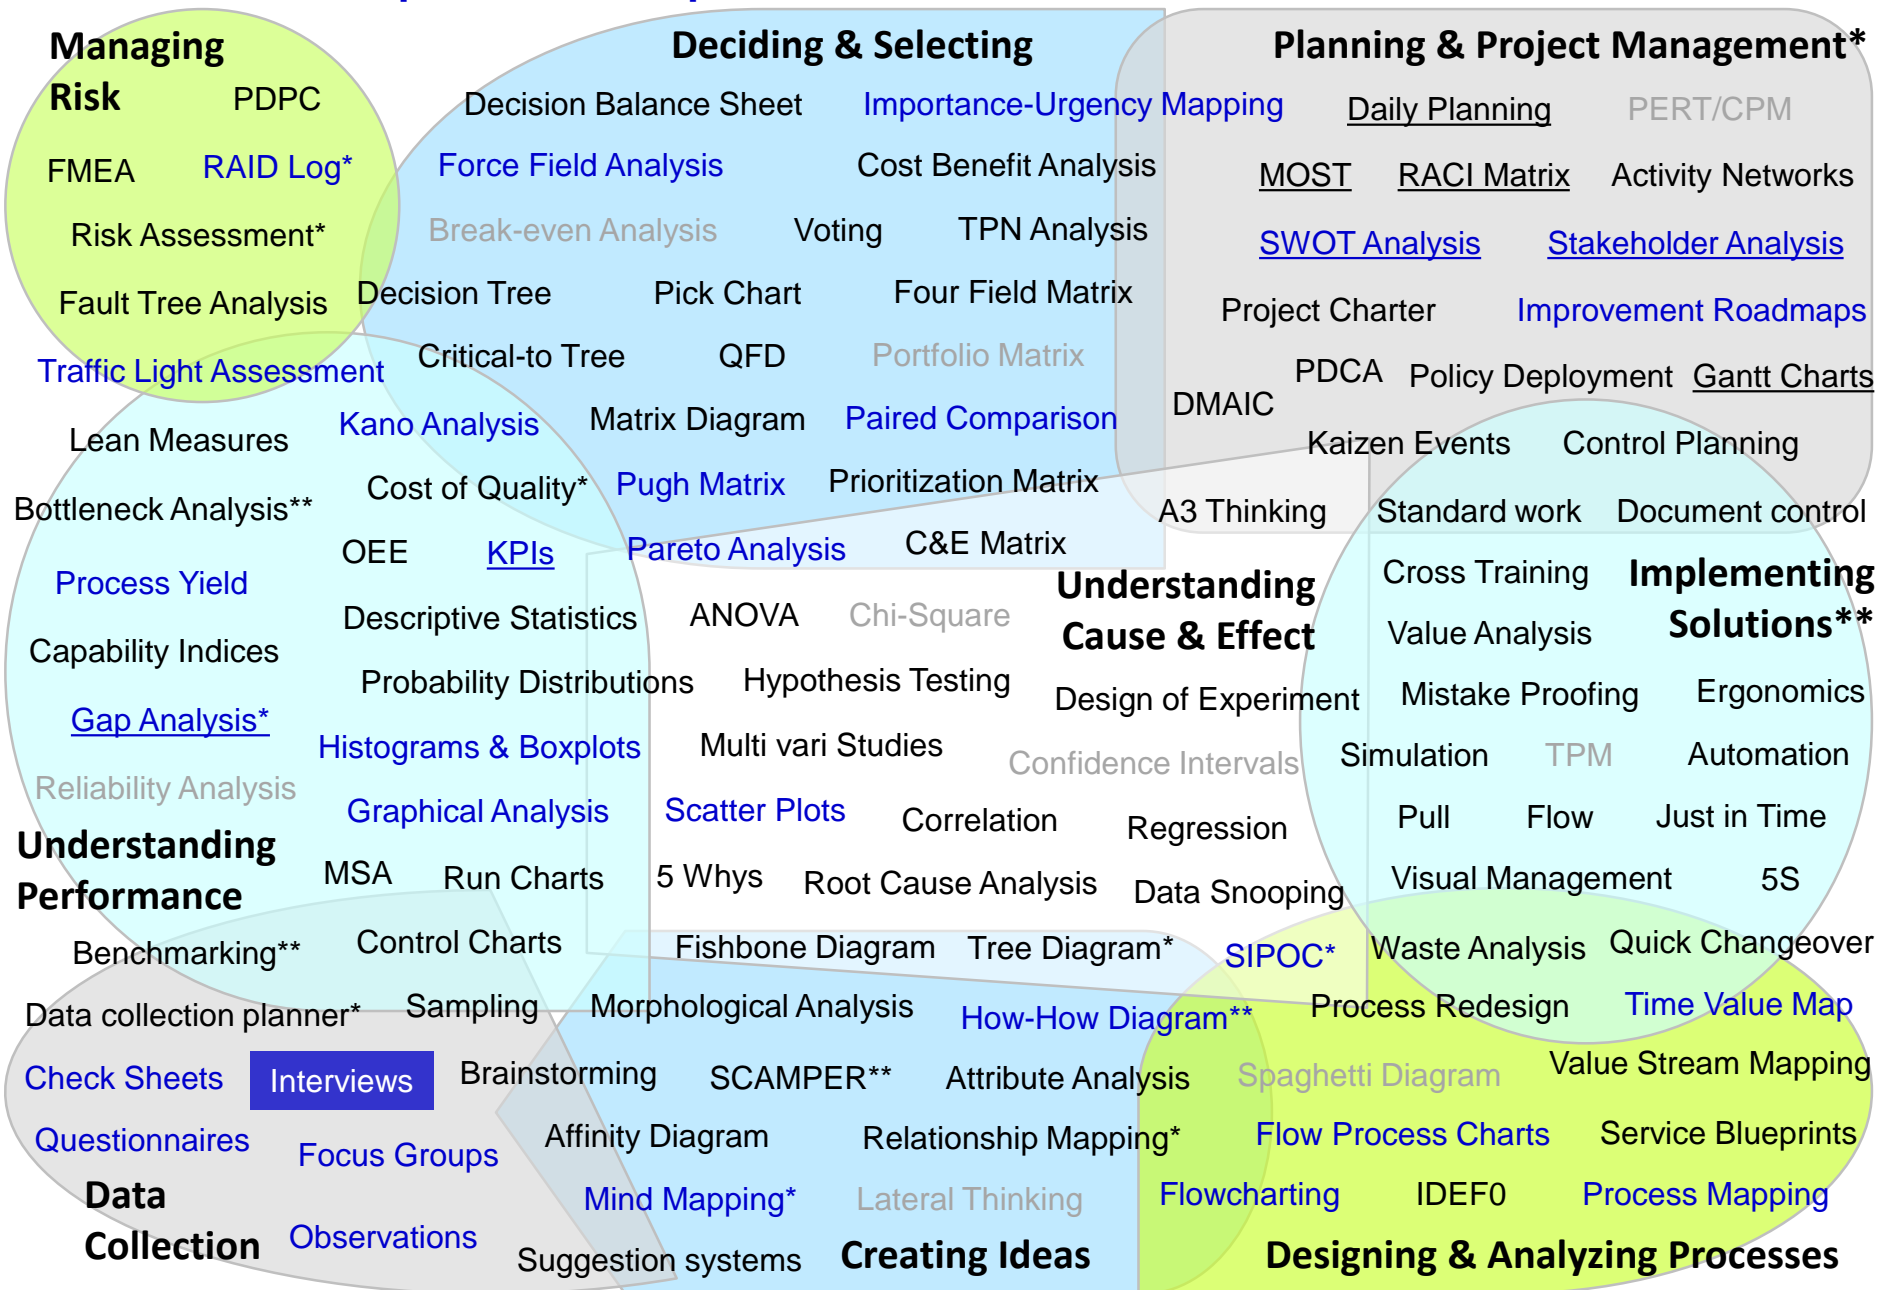 Managing
Risk
PDPC
FMEA
RAID Log*
Risk Assessment*
Fault Tree Analysis
Traffic Light Assessment
Deciding & Selecting
Decision Balance Sheet
Importance-Urgency Mapping
Force Field Analysis
Cost Benefit Analysis
Break-even Analysis
Voting
TPN Analysis
Decision Tree
Pick Chart
Four Field Matrix
Critical-to Tree
QFD
Portfolio Matrix
Kano Analysis
Matrix Diagram
Paired Comparison
Cost of Quality*
Pugh Matrix
Prioritization Matrix
Pareto Analysis
C&E Matrix
Planning & Project Management*
Daily Planning
PERT/CPM
MOST
RACI Matrix
Activity Networks
SWOT Analysis
Stakeholder Analysis
Project Charter
Improvement Roadmaps
PDCA
Policy Deployment
Gantt Charts
DMAIC
Kaizen Events
Control Planning
A3 Thinking
Standard work
Document control
Lean Measures
Bottleneck Analysis**
OEE
KPIs
Process Yield
Descriptive Statistics
Capability Indices
Probability Distributions
Gap Analysis*
Histograms & Boxplots
Reliability Analysis
Graphical Analysis
Understanding
Performance
MSA
Run Charts
Benchmarking**
Control Charts
Understanding
Cause & Effect
ANOVA
Chi-Square
Hypothesis Testing
Design of Experiment
Multi vari Studies
Confidence Intervals
Scatter Plots
Correlation
Regression
5 Whys
Root Cause Analysis
Data Snooping
Fishbone Diagram
Tree Diagram*
SIPOC*
Cross Training
Implementing
Solutions**
Value Analysis
Mistake Proofing
Ergonomics
Simulation
TPM
Automation
Pull
Flow
Just in Time
Visual Management
5S
Waste Analysis
Quick Changeover
Data collection planner*
Sampling
Check Sheets
Interviews
Questionnaires
Focus Groups
Data
Collection
Observations
Morphological Analysis
How-How Diagram**
Brainstorming
SCAMPER**
Attribute Analysis
Affinity Diagram
Relationship Mapping*
Mind Mapping*
Lateral Thinking
Suggestion systems
Creating Ideas
Process Redesign
Time Value Map
Spaghetti Diagram
Value Stream Mapping
Flow Process Charts
Service Blueprints
Flowcharting
IDEF0
Process Mapping
Designing & Analyzing Processes